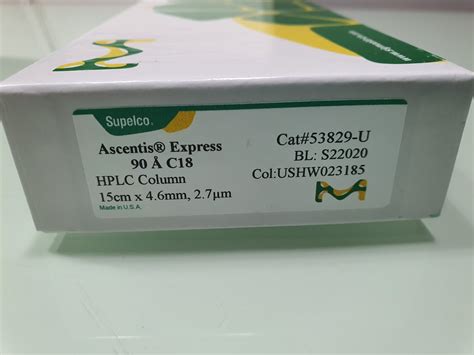 Supelco®
Ascentis® Express
90 Å C18
HPLC Column
15cm x 4.6mm, 2.7µm
Made in U.S.A.
Cat#53829-U
BL: S22020
Col:USHW023185